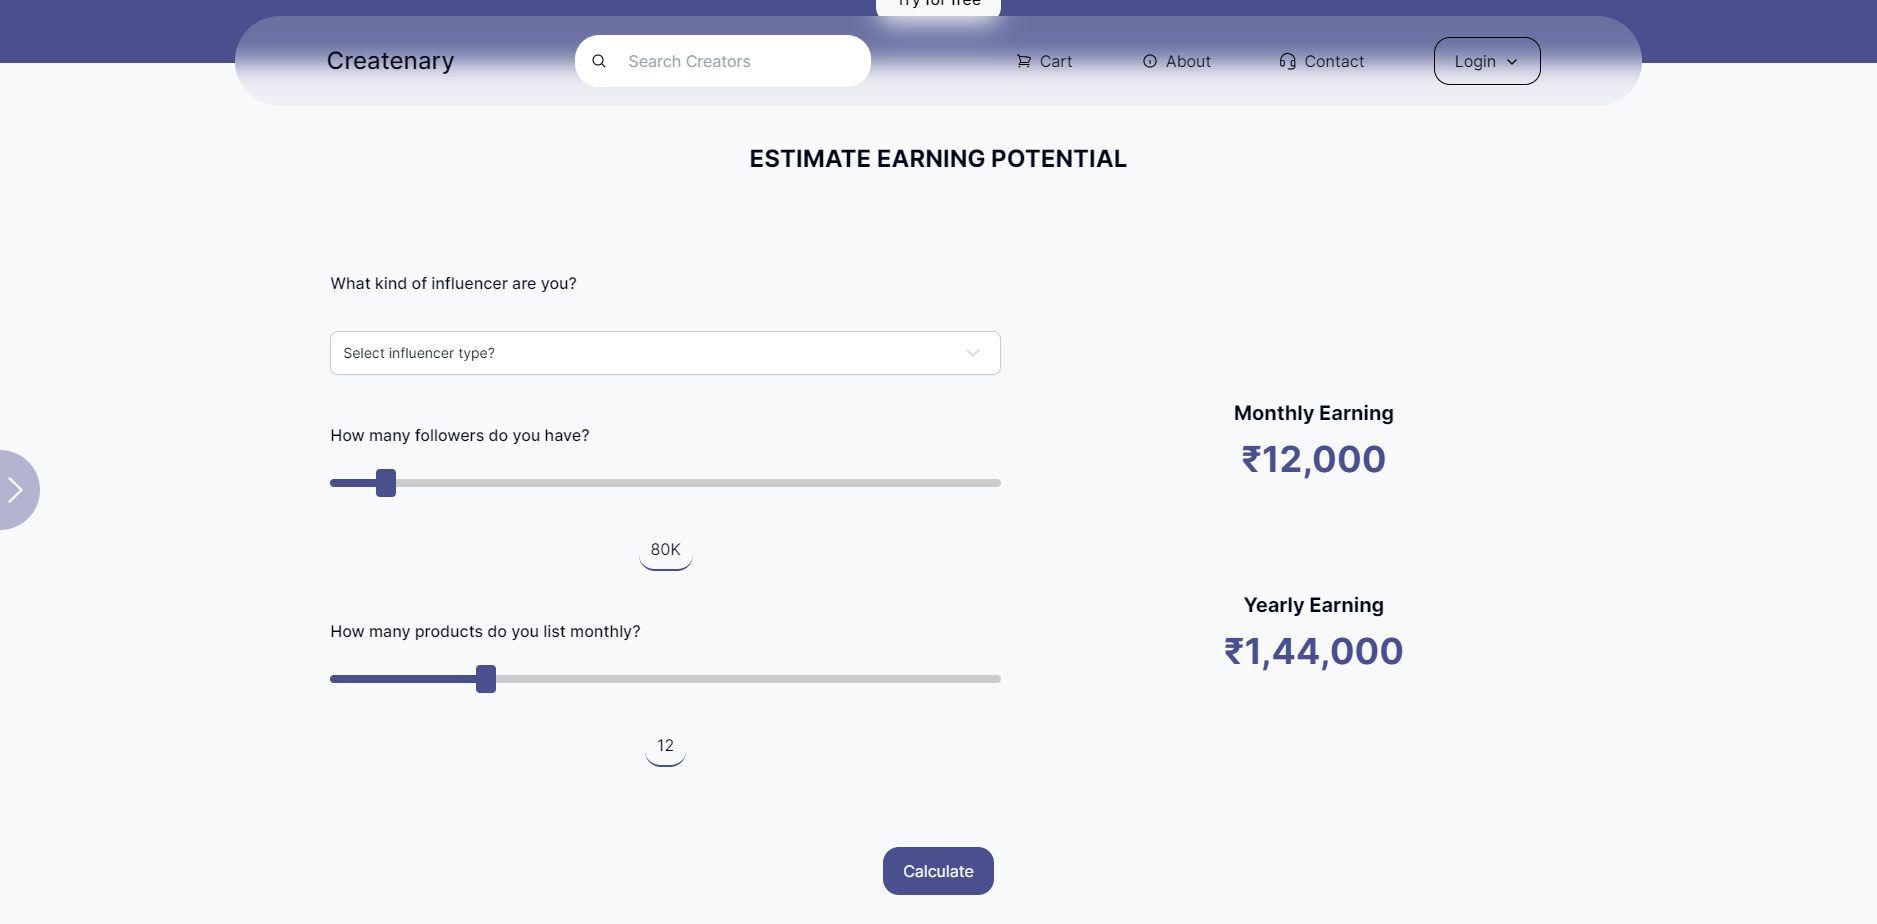 Try for free
Createnary
Search Creators
Cart
About
Contact
Login
ESTIMATE EARNING POTENTIAL
What kind of influencer are you?
Select influencer type?
How many followers do you have?
80K
How many products do you list monthly?
12
Monthly Earning
₹12,000
Yearly Earning
₹1,44,000
Calculate